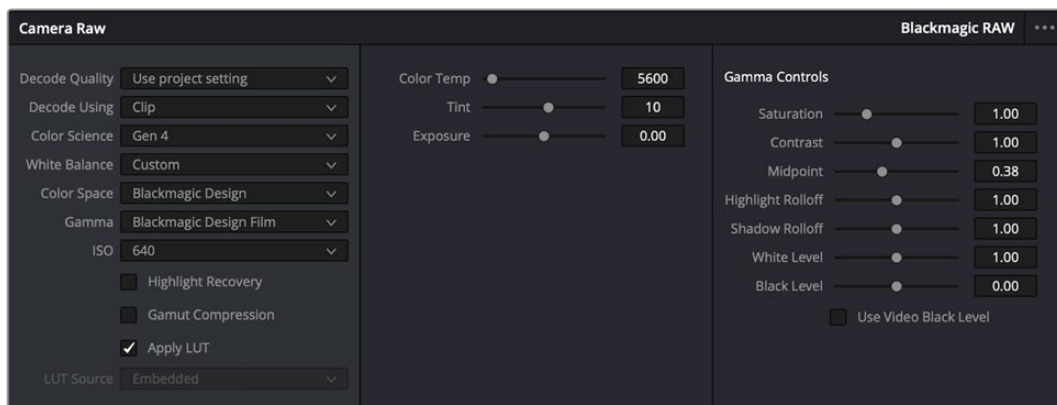 Camera Raw
Blackmagic RAW
Decode Quality Use project setting
Decode Using Clip
Color Science Gen 4
White Balance Custom
Color Space Blackmagic Design
Gamma Blackmagic Design Film
ISO 640
Highlight Recovery
Gamut Compression
Apply LUT
LUT Source Embedded
Color Temp 5600
Tint 10
Exposure 0.00
Gamma Controls
Saturation 1.00
Contrast 1.00
Midpoint 0.38
Highlight Rolloff 1.00
Shadow Rolloff 1.00
White Level 1.00
Black Level 0.00
Use Video Black Level